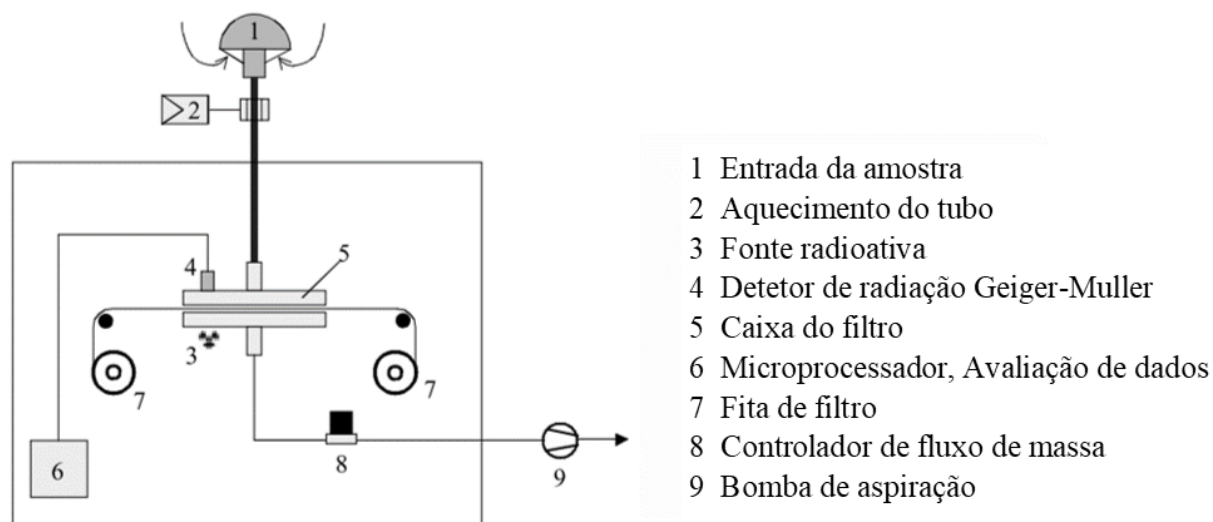 1
2
4
5
3
7
7
6
8
9
1 Entrada da amostra
2 Aquecimento do tubo
3 Fonte radioativa
4 Detetor de radiação Geiger-Muller
5 Caixa do filtro
6 Microprocessador, Avaliação de dados
7 Fita de filtro
8 Controlador de fluxo de massa
9 Bomba de aspiração